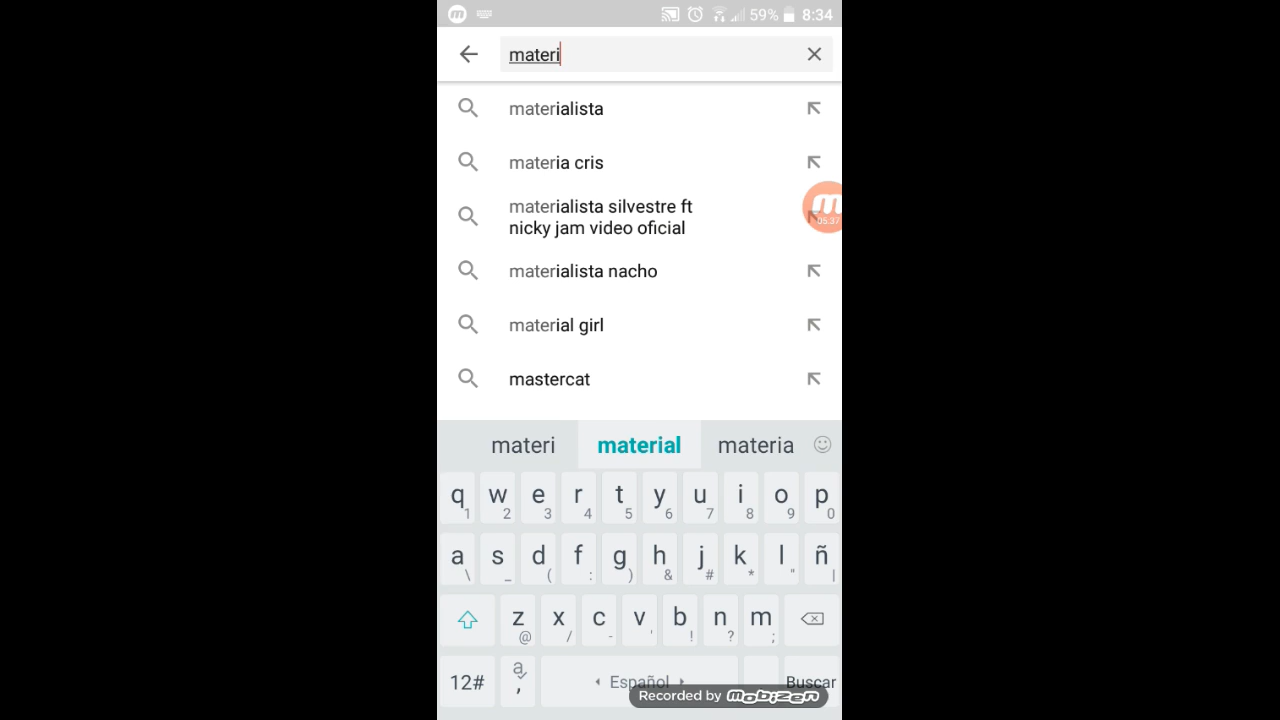 59% 8:34
materi
materialista
materia cris
materialista silvestre ft
nicky jam video oficial
05:37
materialista nacho
material girl
mastercat
materi material materia
q w e r t y u i o p
1 2 3 4 5 6 7 8 9 0
a s d f g h j k l ñ
\ _ ( : ) & # * " |
z x c v b n m
@ / - ' ! ? ;
12# , Español Buscar
Recorded by mobizen